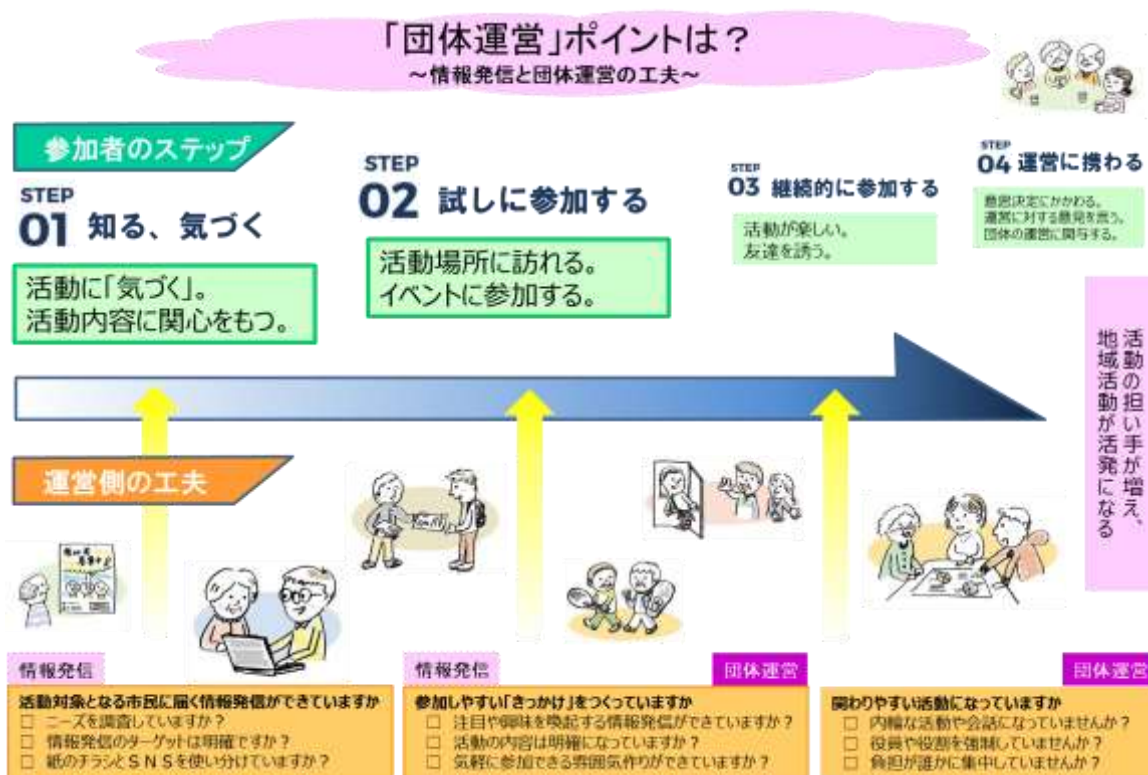 「団体運営」ポイントは？
～情報発信と団体運営の工夫～
参加者のステップ
STEP
01 知る、気づく
活動に「気づく」。
活動内容に関心をもつ。
STEP
02 試しに参加する
活動場所に訪れる。
イベントに参加する。
STEP
03 継続的に参加する
活動が楽しい。
友達を誘う。
STEP
04 運営に携わる
意思決定にかかわる。
運営に対する意見を言う。
団体の運営に関与する。
活動の担い手が増え、
地域活動が活発になる
運営側の工夫
情報発信
活動対象となる市民に届く情報発信ができていますか
□ ニーズを調査していますか？
□ 情報発信のターゲットは明確ですか？
□ 紙のチラシとＳＮＳを使い分けていますか？
情報発信
団体運営
参加しやすい「きっかけ」をつくっていますか
□ 注目や興味を喚起する情報発信ができていますか？
□ 活動の内容は明確になっていますか？
□ 気軽に参加できる雰囲気作りができていますか？
団体運営
関わりやすい活動になっていますか
□ 内輪な活動や会話になっていませんか？
□ 役員や役割を強制していませんか？
□ 負担が誰かに集中していませんか？